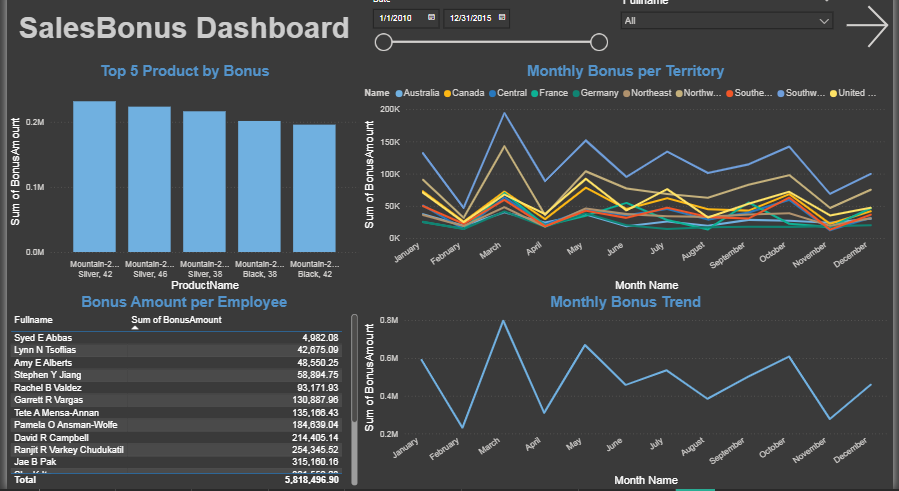 Date
Fullname
SalesBonus Dashboard
1/1/2010
12/31/2015
All
Top 5 Product by Bonus
Sum of BonusAmount
0.2M
0.1M
0.0M
Mountain-2... Mountain-2... Mountain-2... Mountain-2... Mountain-2...
Silver, 42 Silver, 46 Silver, 38 Black, 38 Black, 42
ProductName
Monthly Bonus per Territory
Name Australia Canada Central France Germany Northeast Northw... Southe... Southw... United ...
Sum of BonusAmount
200K
150K
100K
50K
0K
January February March April May June July August September October November December
Month Name
Bonus Amount per Employee
Fullname Sum of BonusAmount
Syed E Abbas 4,982.08
Lynn N Tsoflias 42,675.09
Amy E Alberts 48,550.25
Stephen Y Jiang 58,894.75
Rachel B Valdez 93,171.93
Garrett R Vargas 130,887.96
Tete A Mensa-Annan 135,166.43
Pamela O Ansman-Wolfe 184,639.04
David R Campbell 214,405.14
Ranjit R Varkey Chudukatil 254,345.52
Jae B Pak 315,160.16
Total 5,818,496.90
Monthly Bonus Trend
Sum of BonusAmount
0.8M
0.6M
0.4M
0.2M
January February March April May June July August September October November December
Month Name